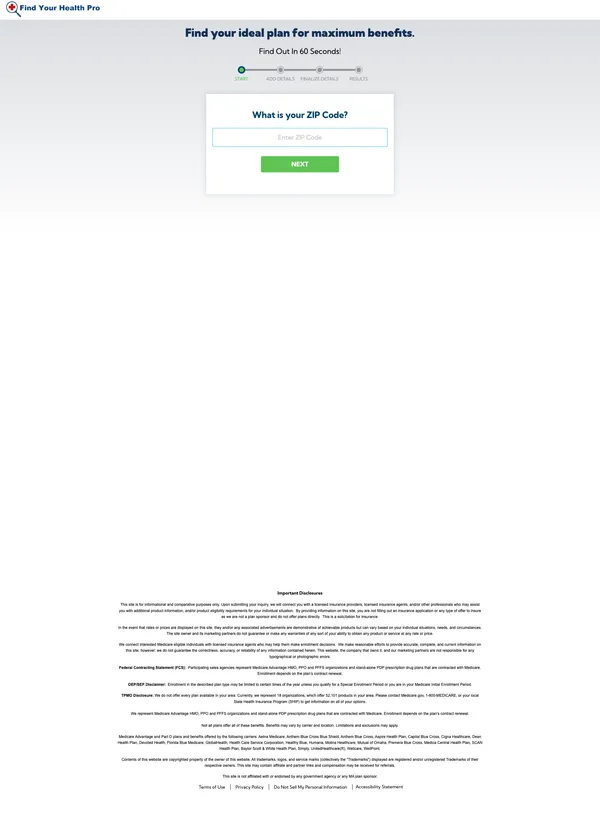 Find Your Health Pro
Find your ideal plan for maximum benefits.
Find Out In 60 Seconds!
START ADD DETAILS FINALIZE DETAILS RESULTS
What is your ZIP Code?
Enter ZIP Code
NEXT
Important Disclosures
This site is for informational and comparative purposes only. Upon submitting your inquiry, we will connect you with a licensed insurance providers, licensed insurance agents, and/or other professionals who may assist
you with additional product information, and/or product eligibility requirements for your individual situation. By providing information on this site, you are not filling out an insurance application or any type of offer to insure
as we are not a plan sponsor and do not offer plans directly. This is a solicitation for insurance.
In the event that rates or prices are displayed on this site, they and/or any associated advertisements are demonstrative of achievable products but can vary based on your individual situations, needs, and circumstances.
The site owner and its marketing partners do not guarantee or make any warranties of any sort of your ability to obtain any product or service at any rate or price.
We connect interested Medicare eligible individuals with licensed insurance agents who may help them make enrollment decisions. We make reasonable efforts to provide accurate, complete, and current information on
this site, however, we do not guarantee the correctness, accuracy, or reliability of any information contained herein. This website, the company that owns it, and our marketing partners are not responsible for any
typographical or photographic errors.
Federal Contracting Statement (FCS): Participating sales agencies represent Medicare Advantage HMO, PPO and PFFS organizations and stand-alone PDP prescription drug plans that are contracted with Medicare.
Enrollment depends on the plan's contract renewal.
OEP/SEP Disclaimer: Enrollment in the described plan type may be limited to certain times of the year unless you qualify for a Special Enrollment Period or you are in your Medicare Initial Enrollment Period.
TPMO Disclosure: We do not offer every plan available in your area. Currently, we represent 18 organizations, which offer 52,101 products in your area. Please contact Medicare.gov, 1-800-MEDICARE, or your local
State Health Insurance Program (SHIP) to get information on all of your options.
We represent Medicare Advantage HMO, PPO and PFFS organizations and stand-alone PDP prescription drug plans that are contracted with Medicare. Enrollment depends on the plan's contract renewal.
Not all plans offer all of these benefits. Benefits may vary by carrier and location. Limitations and exclusions may apply.
Medicare Advantage and Part D plans and benefits offered by the following carriers: Aetna Medicare, Anthem Blue Cross Blue Shield, Anthem Blue Cross, Aspire Health Plan, Capital Blue Cross, Cigna Healthcare, Dean
Health Plan, Devoted Health, Florida Blue Medicare, GlobalHealth, Health Care Service Corporation, Healthy Blue, Humana, Molina Healthcare, Mutual of Omaha, Premera Blue Cross, Medica Central Health Plan, SCAN
Health Plan, Baylor Scott & White Health Plan, Simply, UnitedHealthcare(R), Wellcare, WellPoint.
Contents of this website are copyrighted property of the owner of this website. All trademarks, logos, and service marks (collectively the "Trademarks") displayed are registered and/or unregistered Trademarks of their
respective owners. This site may contain affiliate and partner links and compensation may be received for referrals.
This site is not affiliated with or endorsed by any government agency or any MA plan sponsor.
Terms of Use | Privacy Policy | Do Not Sell My Personal Information | Accessibility Statement